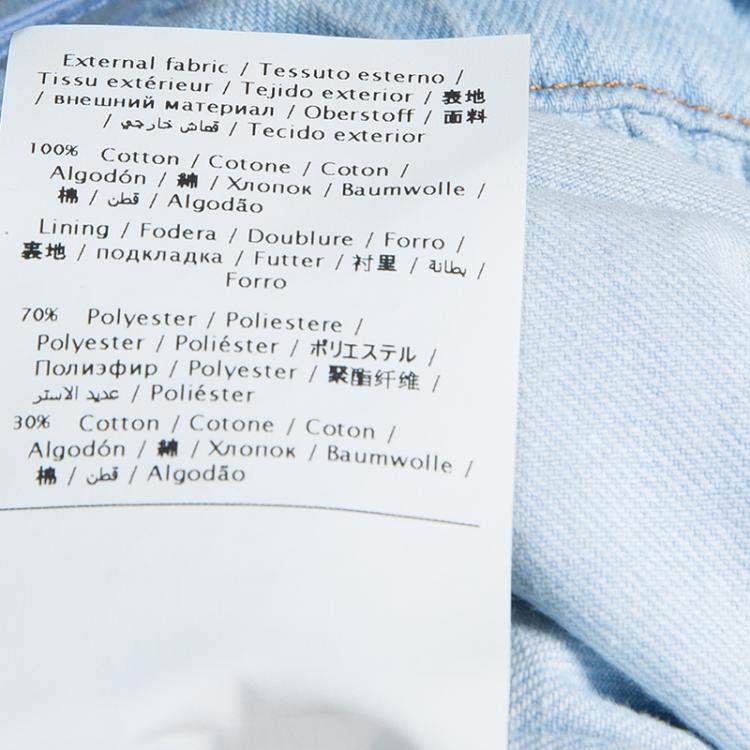 External fabric / Tessuto esterno /
Tissu extérieur / Tejido exterior / 表地
/ внешний материал / Oberstoff / 面料
/ قماش خارجي / Tecido exterior
100% Cotton / Cotone / Coton /
Algodón / 綿 / Хлопок / Baumwolle /
棉 / قطن / Algodão
Lining / Fodera / Doublure / Forro /
裏地 / подкладка / Futter / 衬里 / بطانة /
Forro
70% Polyester / Poliestere /
Polyester / Poliéster / ポリエステル /
Полиэфир / Polyester / 聚酯纤维 /
عديد الاستر / Poliéster
30% Cotton / Cotone / Coton /
Algodón / 綿 / Хлопок / Baumwolle /
棉 / قطن / Algodão